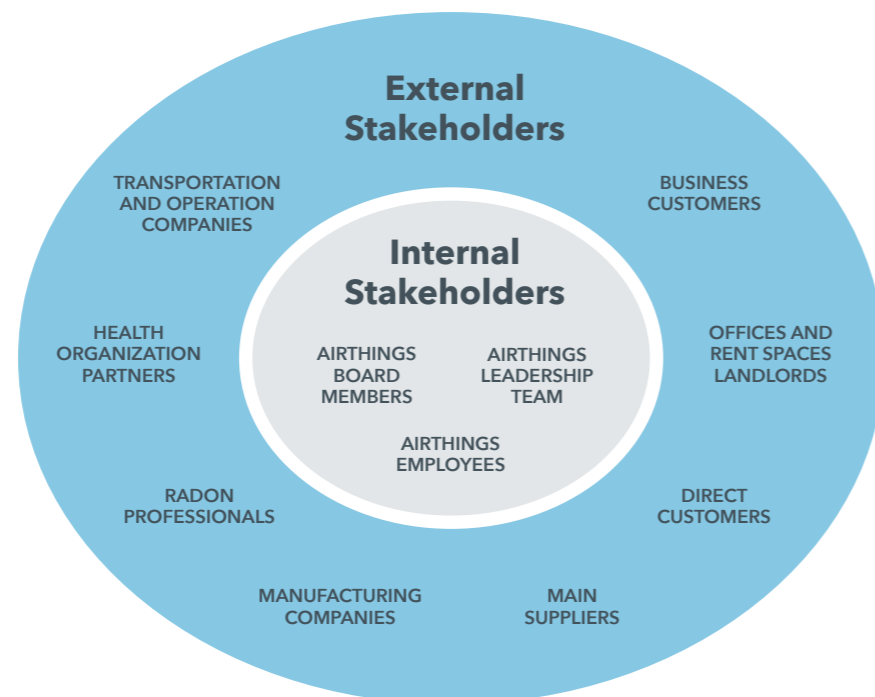 External
Stakeholders
TRANSPORTATION
AND OPERATION
COMPANIES
BUSINESS
CUSTOMERS
Internal
Stakeholders
HEALTH
ORGANIZATION
PARTNERS
AIRTHINGS
BOARD
MEMBERS
AIRTHINGS
LEADERSHIP
TEAM
OFFICES AND
RENT SPACES
LANDLORDS
AIRTHINGS
EMPLOYEES
RADON
PROFESSIONALS
DIRECT
CUSTOMERS
MANUFACTURING
COMPANIES
MAIN
SUPPLIERS